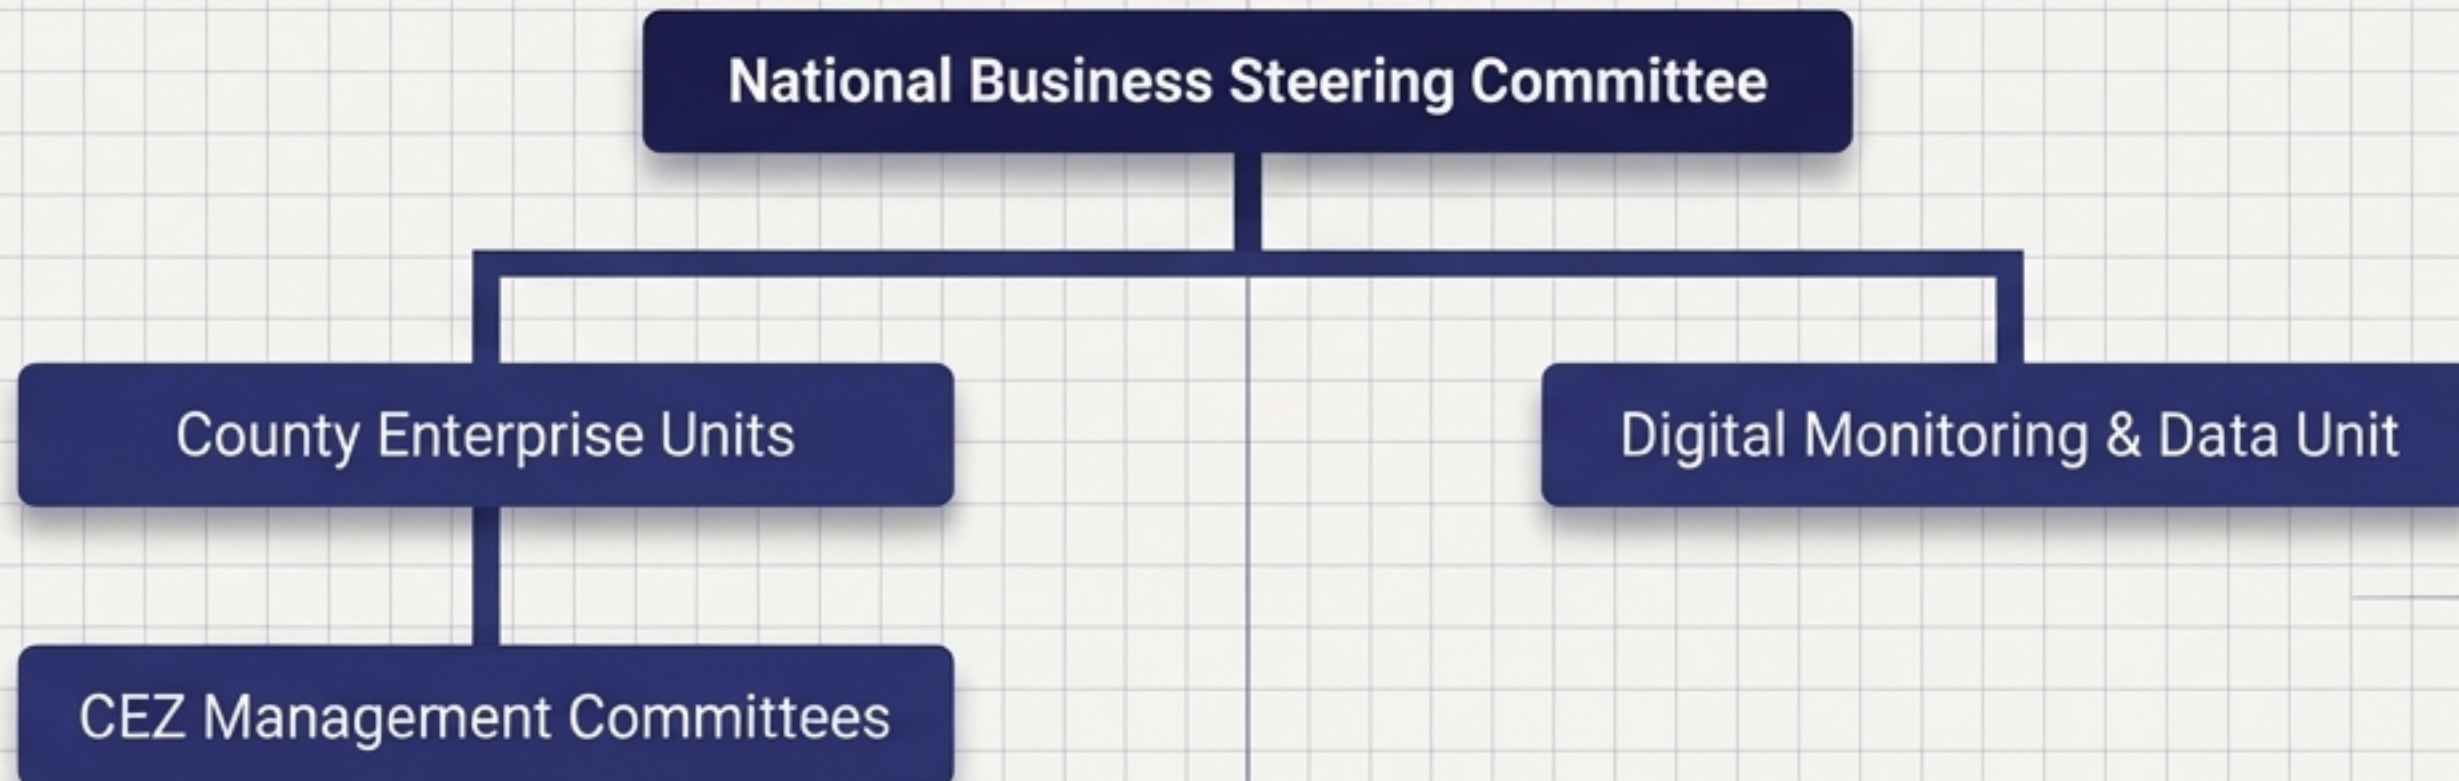 National Business Steering Committee
County Enterprise Units
Digital Monitoring & Data Unit
CEZ Management Committees